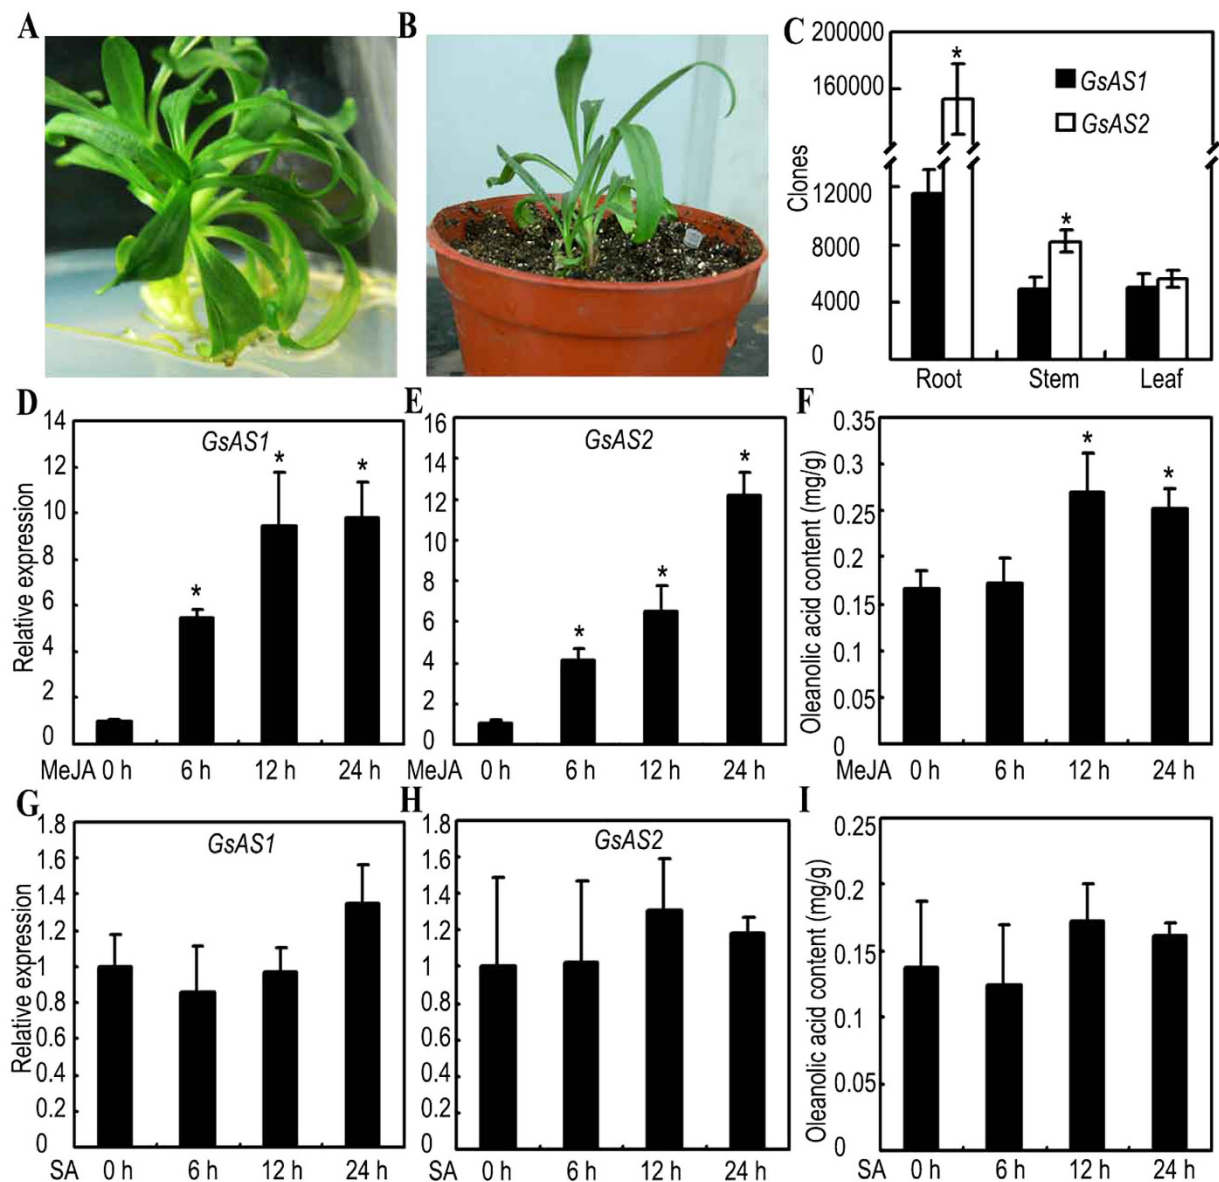 A
B
C
200000
160000
12000
8000
4000
0
Clones
*
*
GsAS1
GsAS2
Root Stem Leaf
D
14
12
10
8
6
4
2
0
Relative expression
GsAS1
*
*
*
MeJA 0 h 6 h 12 h 24 h
E
16
14
12
10
8
6
4
2
0
GsAS2
*
*
*
0 h 6 h 12 h 24 h
F
0.35
0.3
0.25
0.2
0.15
0.1
0.05
0
Oleanolic acid content (mg/g)
*
*
MeJA 0 h 6 h 12 h 24 h
G
1.8
1.6
1.4
1.2
1
0.8
0.6
0.4
0.2
0
Relative expression
GsAS1
SA 0 h 6 h 12 h 24 h
H
1.8
1.6
1.4
1.2
1
0.8
0.6
0.4
0.2
0
GsAS2
SA 0 h 6 h 12 h 24 h
I
0.25
0.2
0.15
0.1
0.05
0
Oleanolic acid content (mg/g)
SA 0 h 6 h 12 h 24 h